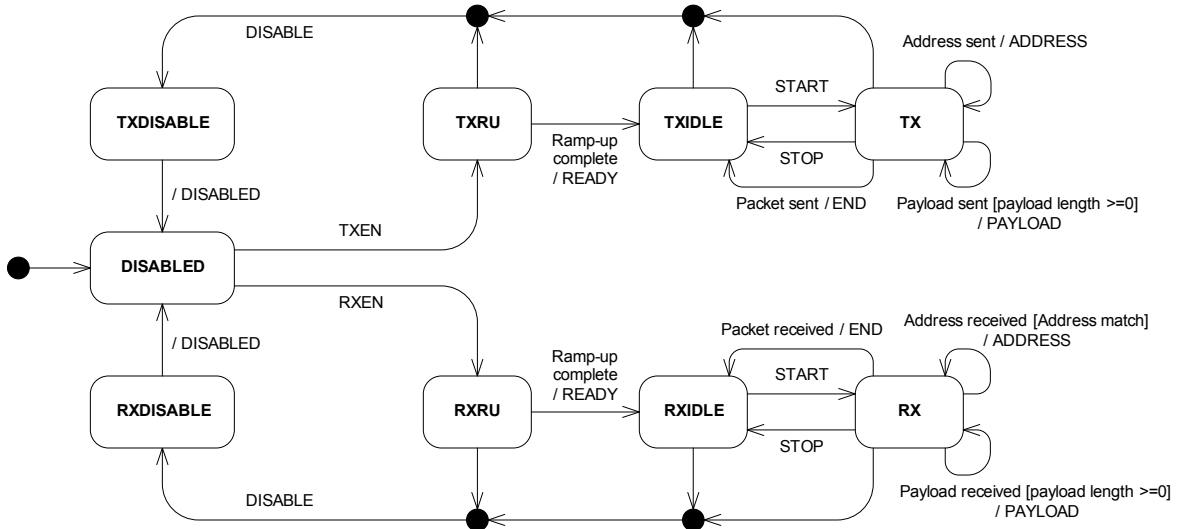 DISABLE
Address sent / ADDRESS
TXDISABLE
TXRU
TXIDLE
START
TX
Ramp-up
complete
/ READY
STOP
/ DISABLED
Packet sent / END
Payload sent [payload length >=0]
/ PAYLOAD
TXEN
DISABLED
RXEN
/ DISABLED
Packet received / END
Address received [Address match]
/ ADDRESS
Ramp-up
complete
/ READY
START
RXDISABLE
RXRU
RXIDLE
RX
STOP
DISABLE
Payload received [payload length >=0]
/ PAYLOAD